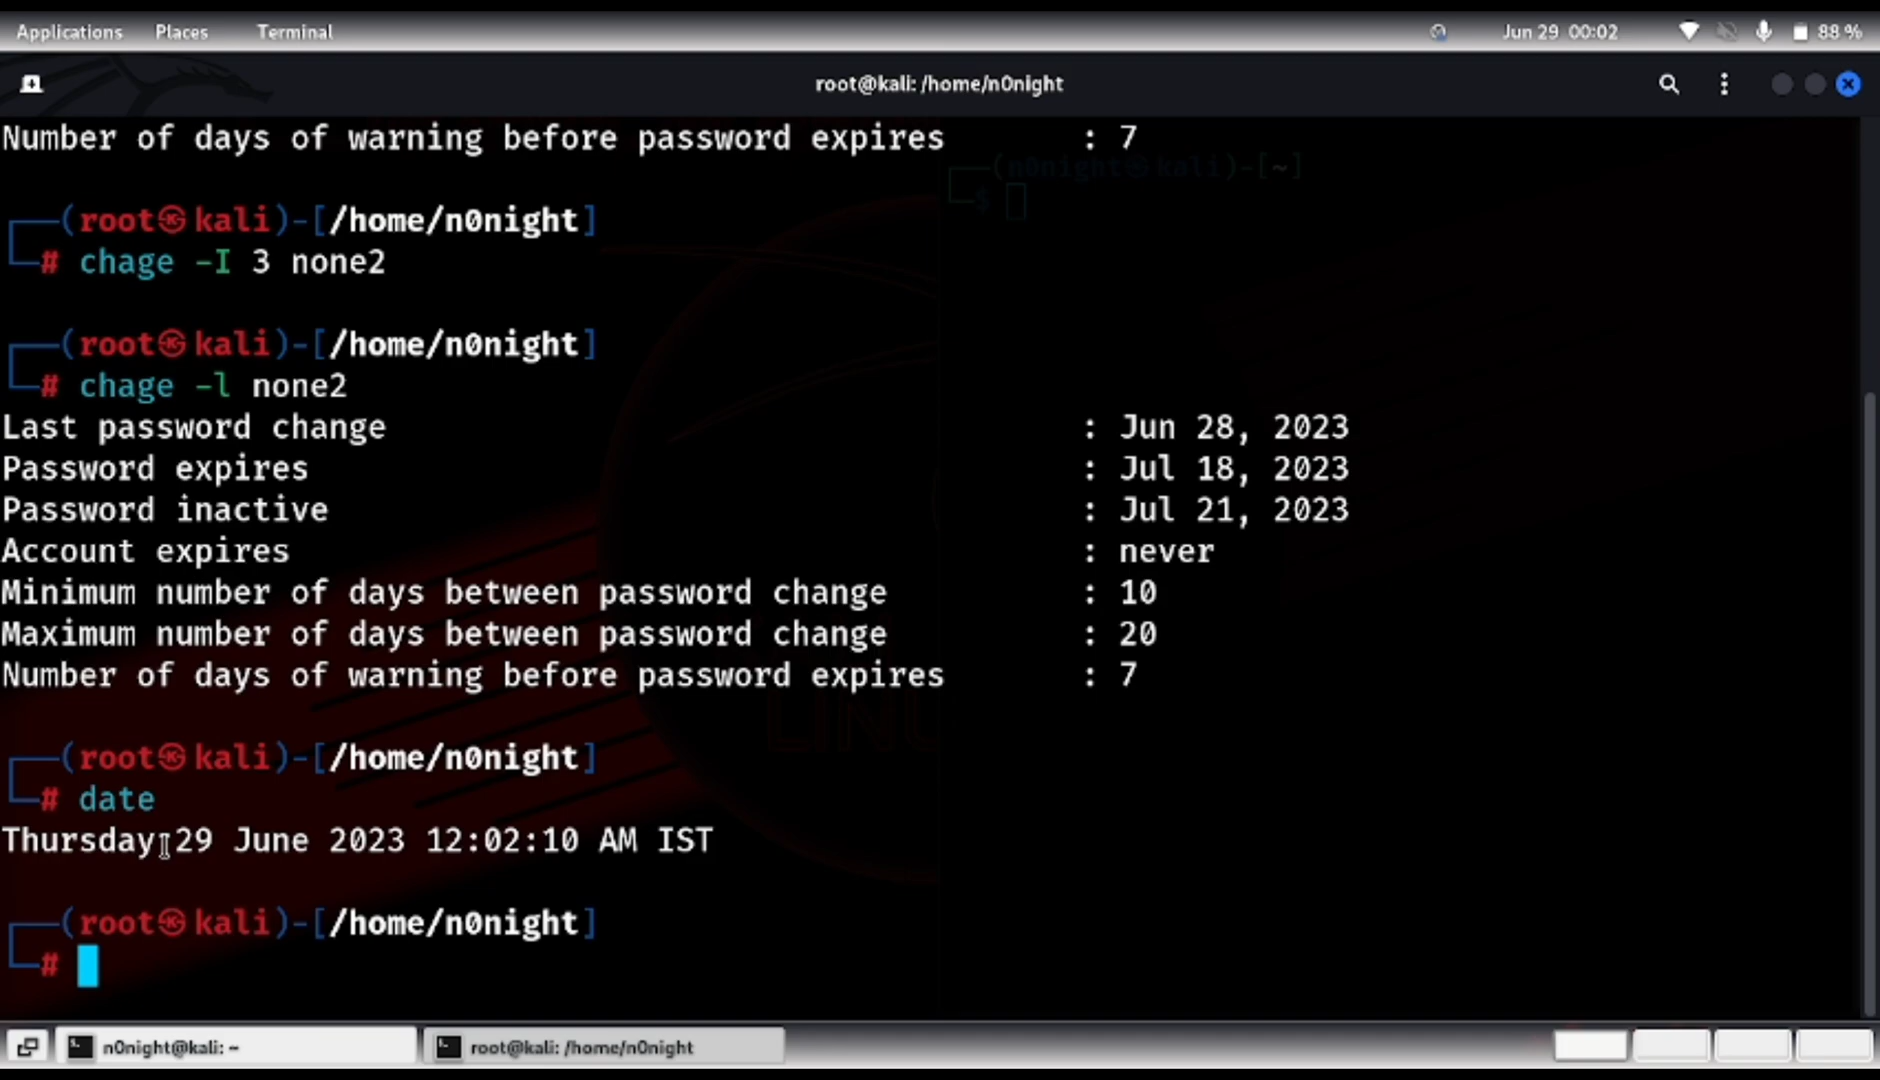 Applications Places Terminal Jun 29 00:02 88 %
root@kali: /home/n0night
Number of days of warning before password expires : 7
(n0night㉿kali)-[~]
$
┌──(root㉿kali)-[/home/n0night]
└─# chage -I 3 none2
┌──(root㉿kali)-[/home/n0night]
└─# chage -l none2
Last password change : Jun 28, 2023
Password expires : Jul 18, 2023
Password inactive : Jul 21, 2023
Account expires : never
Minimum number of days between password change : 10
Maximum number of days between password change : 20
Number of days of warning before password expires : 7
┌──(root㉿kali)-[/home/n0night]
└─# date
Thursday 29 June 2023 12:02:10 AM IST
┌──(root㉿kali)-[/home/n0night]
└─#
n0night@kali: ~ root@kali: /home/n0night